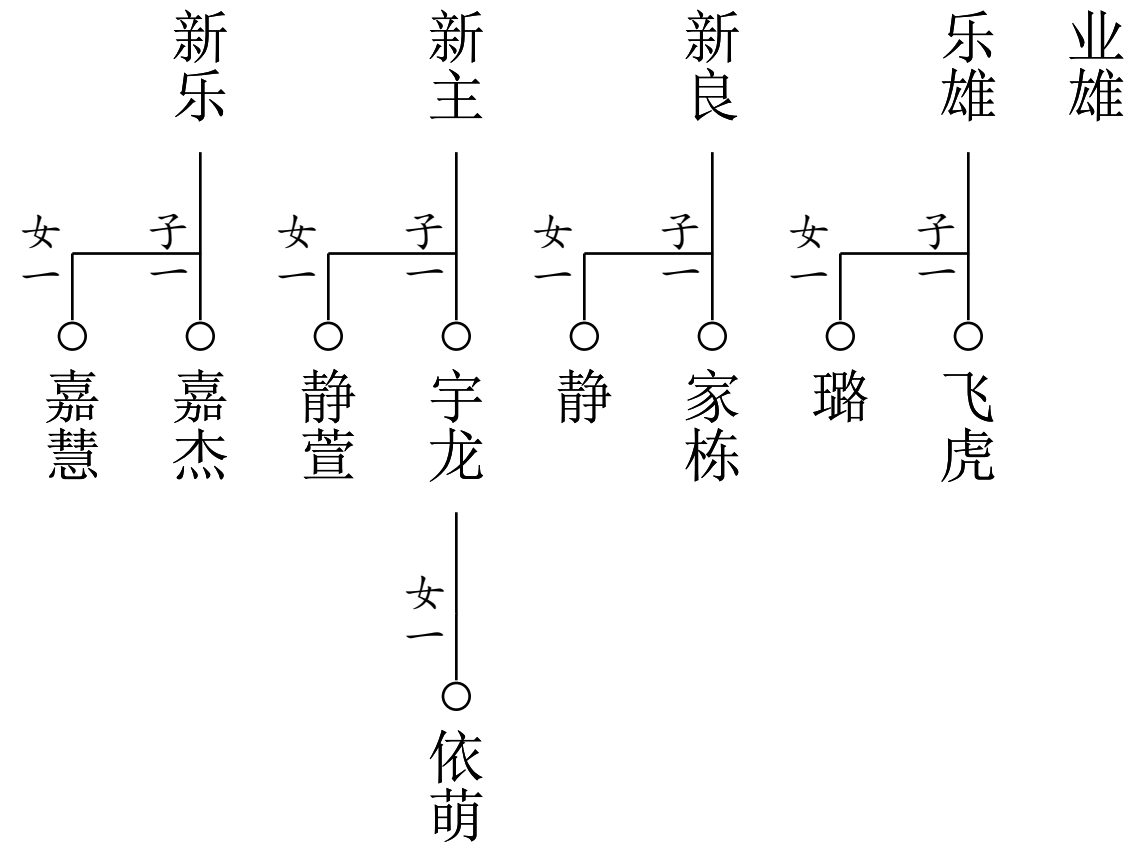 业雄
乐雄
新良
新主
新乐
子一
女一
子一
女一
子一
女一
子一
女一
飞虎
璐
家栋
静
宇龙
静萱
嘉杰
嘉慧
女一
依萌